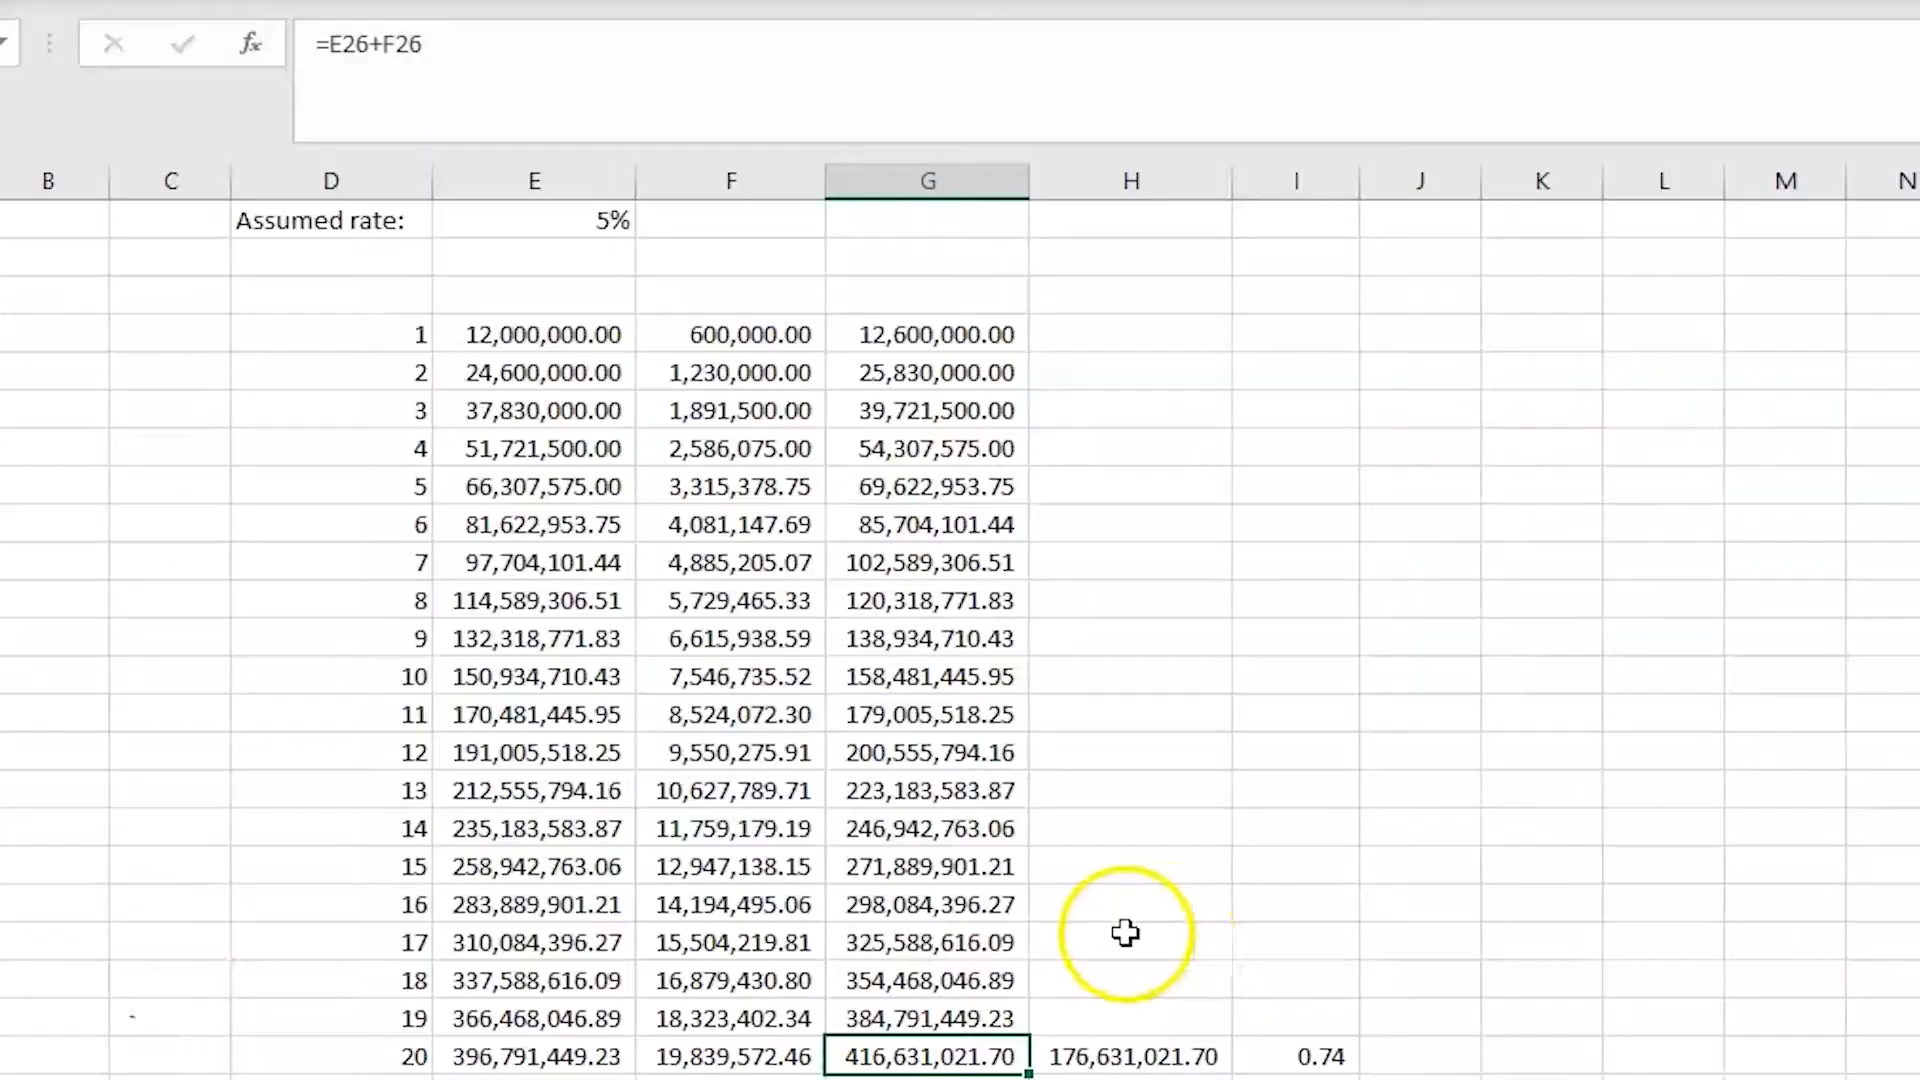 fx =E26+F26
B C D E F G H I J K L M N
Assumed rate: 5%
1 12,000,000.00 600,000.00 12,600,000.00
2 24,600,000.00 1,230,000.00 25,830,000.00
3 37,830,000.00 1,891,500.00 39,721,500.00
4 51,721,500.00 2,586,075.00 54,307,575.00
5 66,307,575.00 3,315,378.75 69,622,953.75
6 81,622,953.75 4,081,147.69 85,704,101.44
7 97,704,101.44 4,885,205.07 102,589,306.51
8 114,589,306.51 5,729,465.33 120,318,771.83
9 132,318,771.83 6,615,938.59 138,934,710.43
10 150,934,710.43 7,546,735.52 158,481,445.95
11 170,481,445.95 8,524,072.30 179,005,518.25
12 191,005,518.25 9,550,275.91 200,555,794.16
13 212,555,794.16 10,627,789.71 223,183,583.87
14 235,183,583.87 11,759,179.19 246,942,763.06
15 258,942,763.06 12,947,138.15 271,889,901.21
16 283,889,901.21 14,194,495.06 298,084,396.27
17 310,084,396.27 15,504,219.81 325,588,616.09
18 337,588,616.09 16,879,430.80 354,468,046.89
19 366,468,046.89 18,323,402.34 384,791,449.23
20 396,791,449.23 19,839,572.46 416,631,021.70 176,631,021.70 0.74